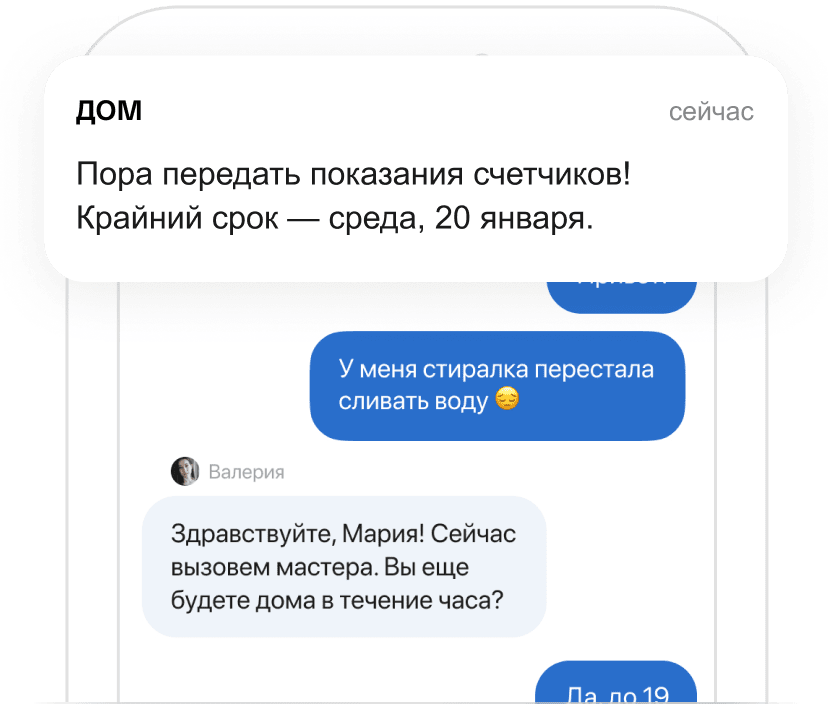 ДОМ
сейчас
Пора передать показания счетчиков!
Крайний срок — среда, 20 января.
У меня стиралка перестала
сливать воду 😔
Валерия
Здравствуйте, Мария! Сейчас
вызовем мастера. Вы еще
будете дома в течение часа?
Да, до 19